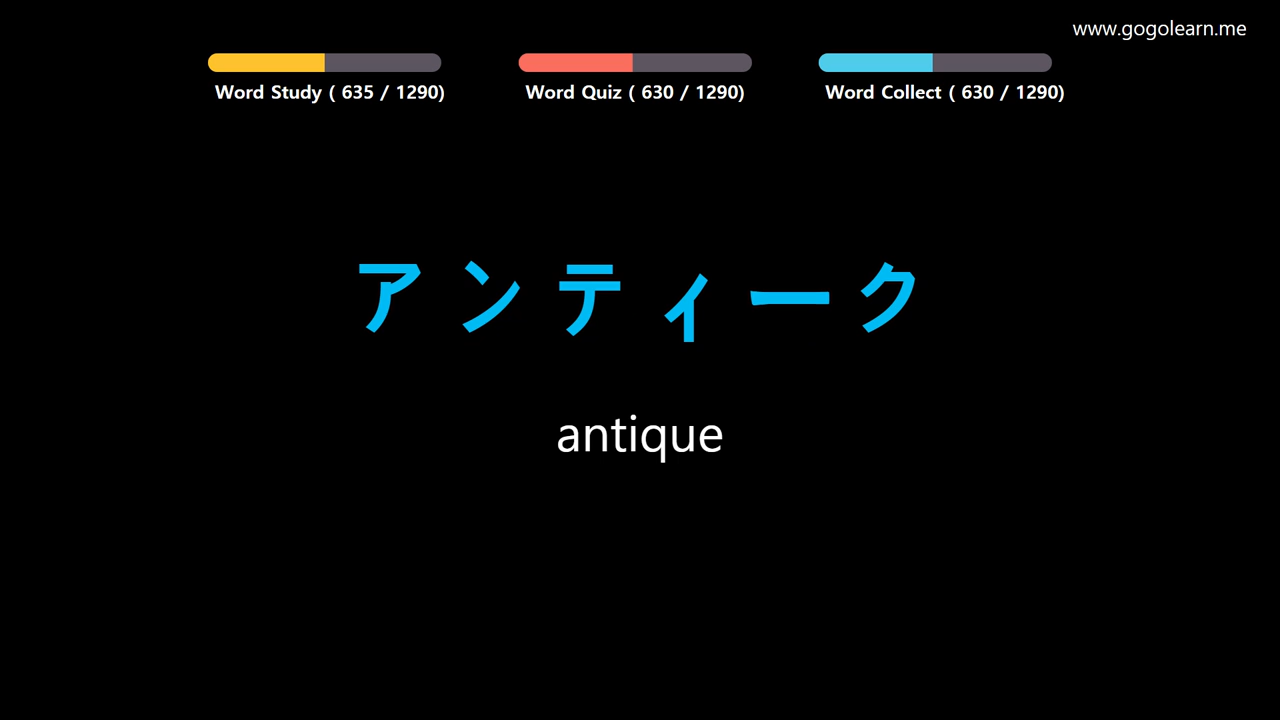 www.gogolearn.me
Word Study ( 635 / 1290)
Word Quiz ( 630 / 1290)
Word Collect ( 630 / 1290)
アンティーク
antique